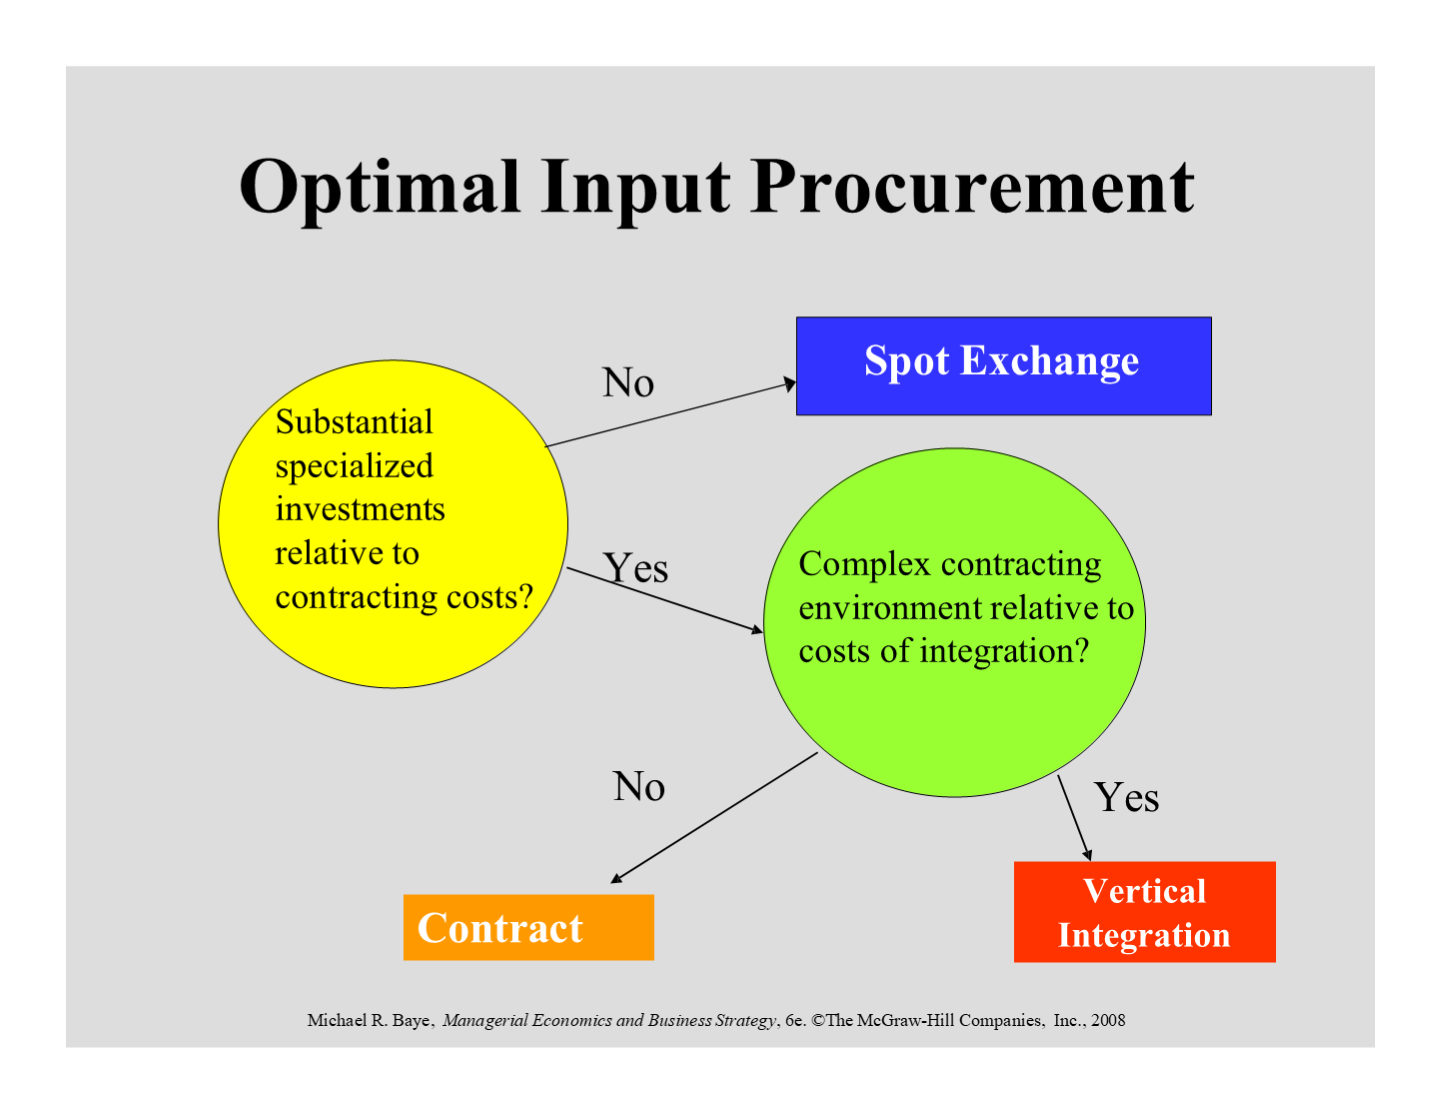 Optimal Input Procurement
Spot Exchange
No
Substantial
specialized
investments
relative to
contracting costs?
Yes
Complex contracting
environment relative to
costs of integration?
No
Yes
Contract
Vertical
Integration
Michael R. Baye, Managerial Economics and Business Strategy, 6e. ©The McGraw-Hill Companies, Inc., 2008